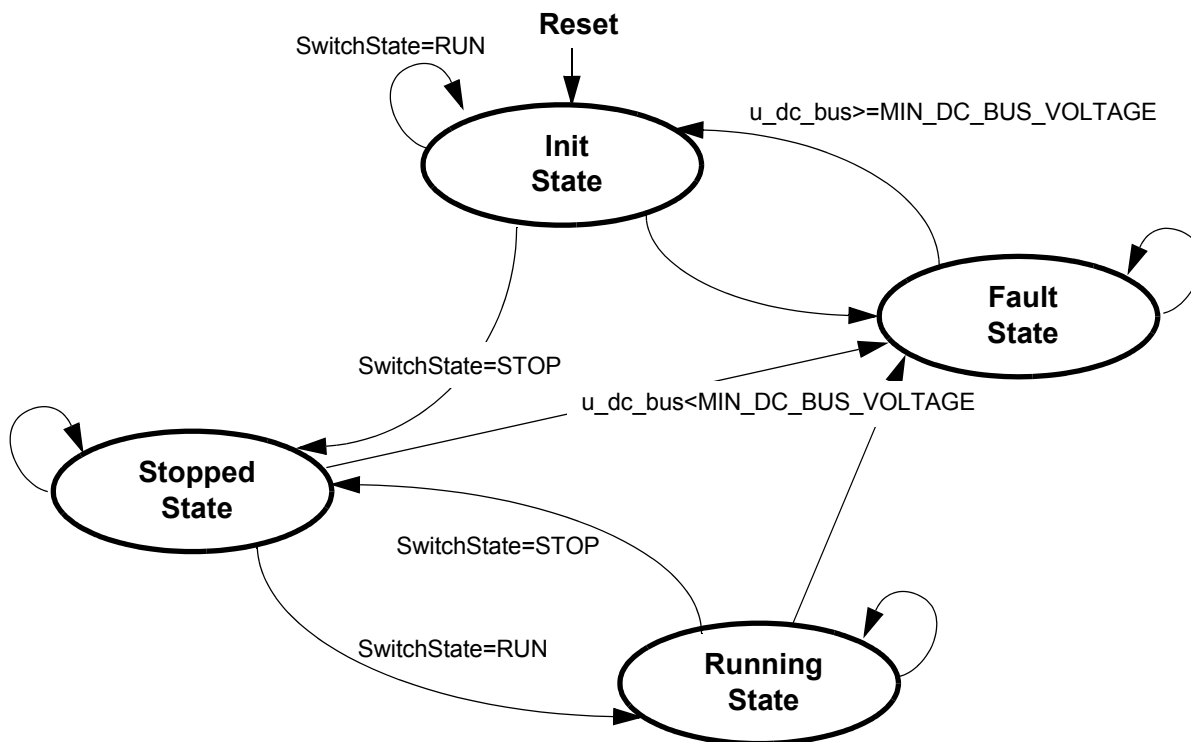 Reset
SwitchState=RUN
u_dc_bus>=MIN_DC_BUS_VOLTAGE
Init
State
Fault
State
SwitchState=STOP
u_dc_bus<MIN_DC_BUS_VOLTAGE
Stopped
State
SwitchState=STOP
SwitchState=RUN
Running
State